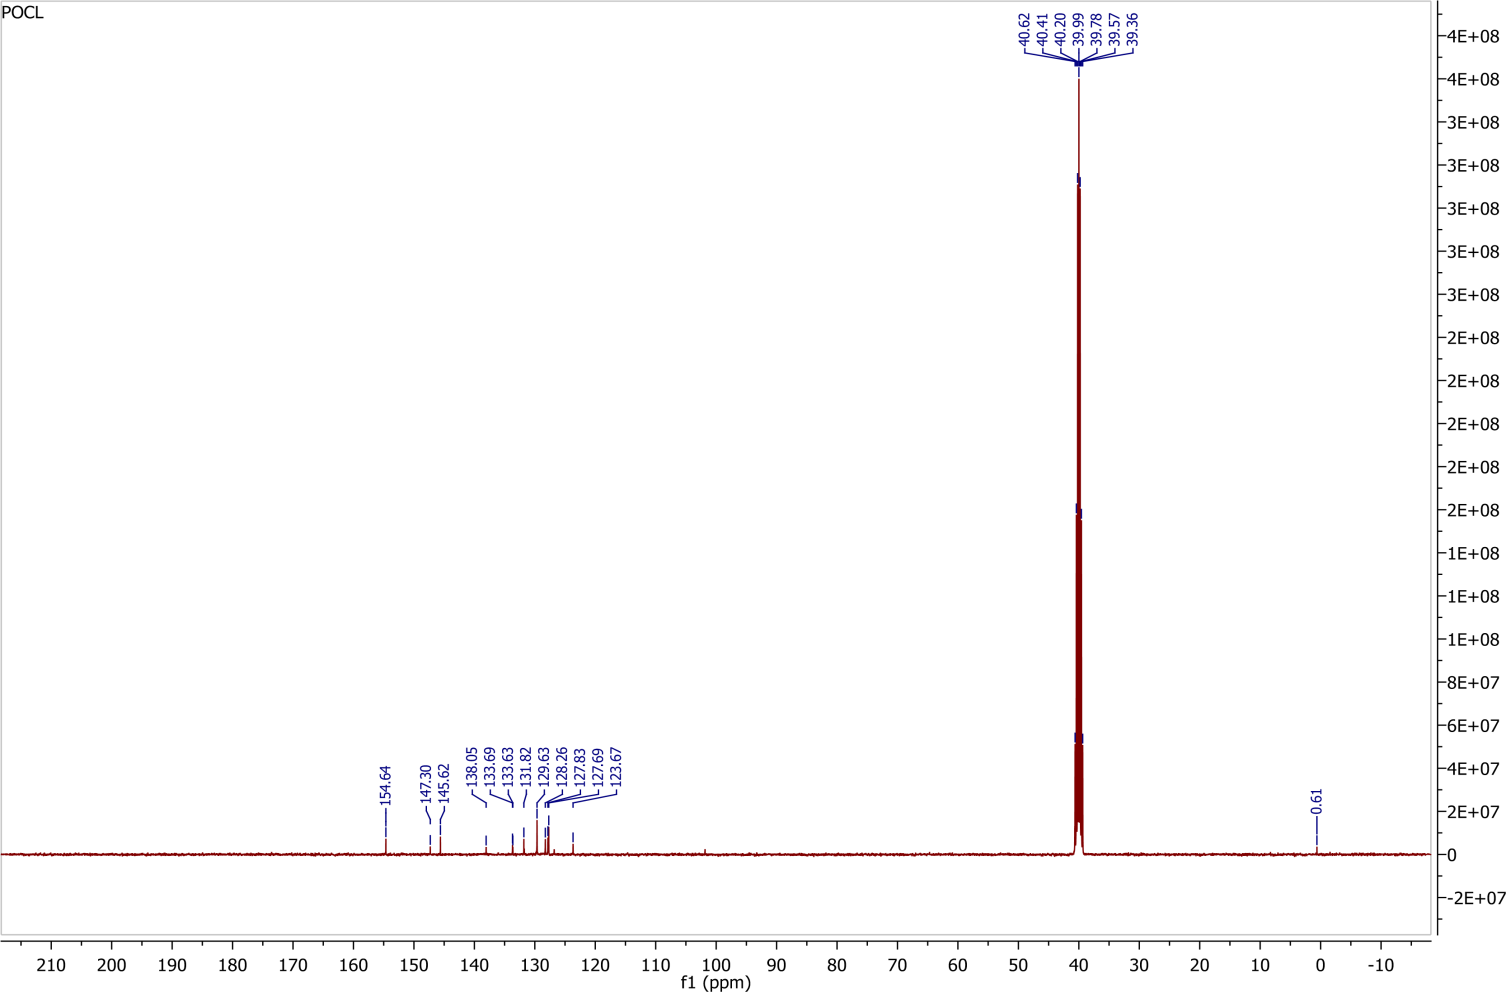 POCL
40.62
40.41
40.20
39.99
39.78
39.57
39.36
4E+08
4E+08
3E+08
3E+08
3E+08
3E+08
3E+08
2E+08
2E+08
2E+08
2E+08
2E+08
1E+08
1E+08
1E+08
8E+07
6E+07
4E+07
2E+07
0
-2E+07
154.64
147.30
145.62
138.05
133.69
133.63
131.82
129.63
128.26
127.83
127.69
123.67
0.61
210 200 190 180 170 160 150 140 130 120 110 100 90 80 70 60 50 40 30 20 10 0 -10
f1 (ppm)